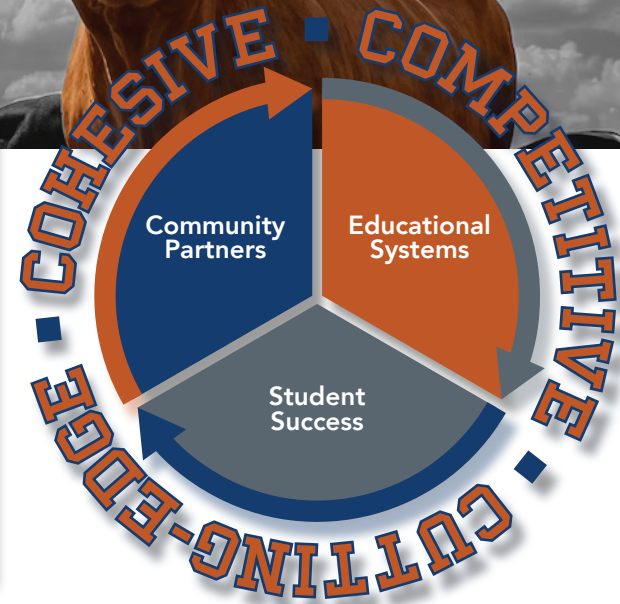 COHESIVE ▪ COMPETITIVE ▪ CUTTING-EDGE ▪
Community
Partners
Educational
Systems
Student
Success